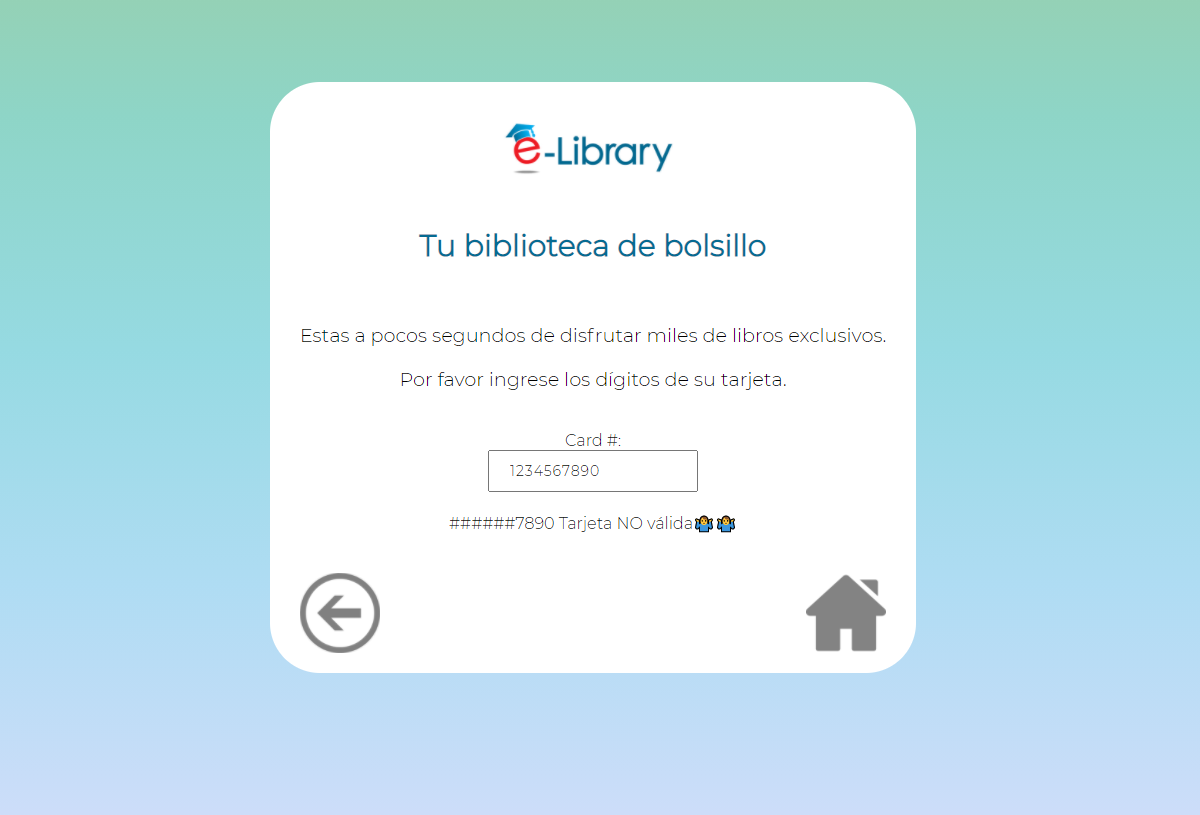 e-Library
Tu biblioteca de bolsillo
Estas a pocos segundos de disfrutar miles de libros exclusivos.
Por favor ingrese los dígitos de su tarjeta.
Card #:
1234567890
######7890 Tarjeta NO válida🤷‍♀️🤷‍♀️